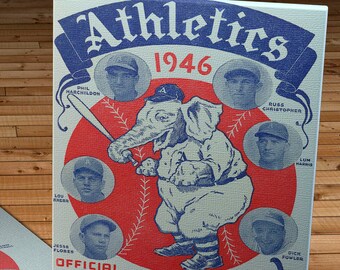 Athletics
1946
PHIL
MARCHILDON
RUSS
CHRISTOPHER
A
LUM
HARRIS
LOU
KNERR
JESSE
FLORES
DICK
FOWLER
OFFICIAL